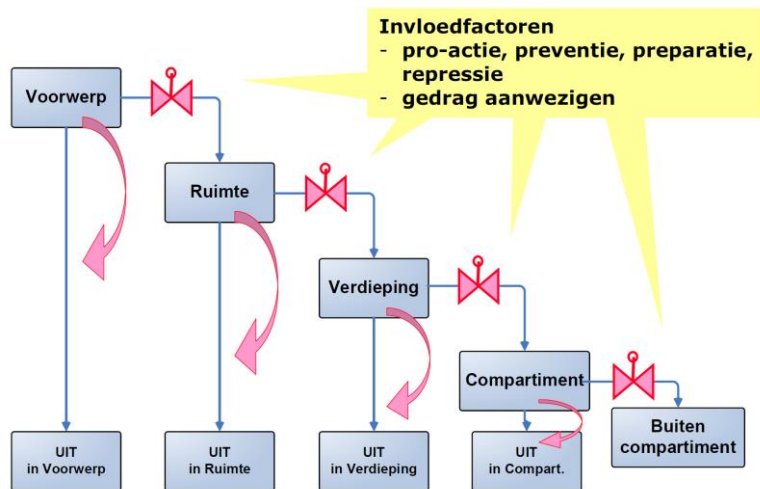 Invloedfactoren
- pro-actie, preventie, preparatie,
repressie
- gedrag aanwezigen
Voorwerp
Ruimte
Verdieping
Compartiment
Buiten
compartiment
UIT
in Voorwerp
UIT
in Ruimte
UIT
in Verdieping
UIT
in Compart.